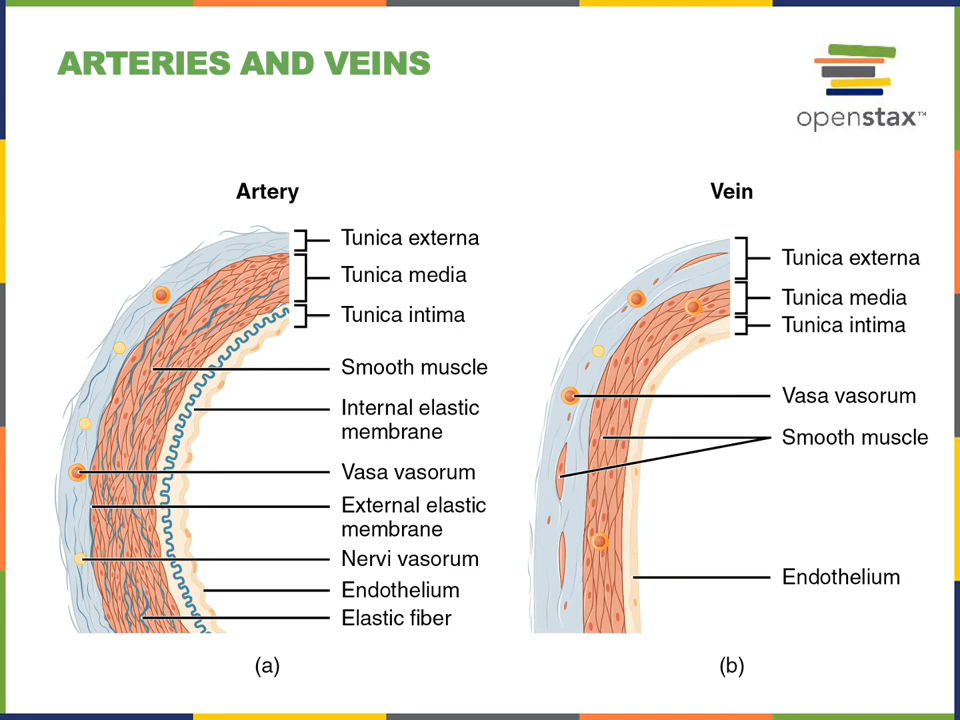 ARTERIES AND VEINS
openstax™
Artery
Tunica externa
Tunica media
Tunica intima
Smooth muscle
Internal elastic
membrane
Vasa vasorum
External elastic
membrane
Nervi vasorum
Endothelium
Elastic fiber
(a)
Vein
Tunica externa
Tunica media
Tunica intima
Vasa vasorum
Smooth muscle
Endothelium
(b)